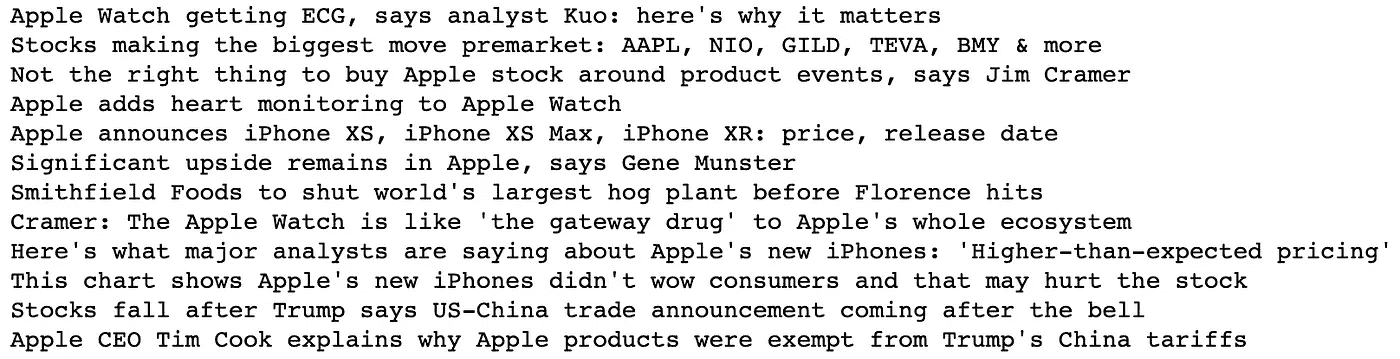 Apple Watch getting ECG, says analyst Kuo: here's why it matters
Stocks making the biggest move premarket: AAPL, NIO, GILD, TEVA, BMY & more
Not the right thing to buy Apple stock around product events, says Jim Cramer
Apple adds heart monitoring to Apple Watch
Apple announces iPhone XS, iPhone XS Max, iPhone XR: price, release date
Significant upside remains in Apple, says Gene Munster
Smithfield Foods to shut world's largest hog plant before Florence hits
Cramer: The Apple Watch is like 'the gateway drug' to Apple's whole ecosystem
Here's what major analysts are saying about Apple's new iPhones: 'Higher-than-expected pricing'
This chart shows Apple's new iPhones didn't wow consumers and that may hurt the stock
Stocks fall after Trump says US-China trade announcement coming after the bell
Apple CEO Tim Cook explains why Apple products were exempt from Trump's China tariffs